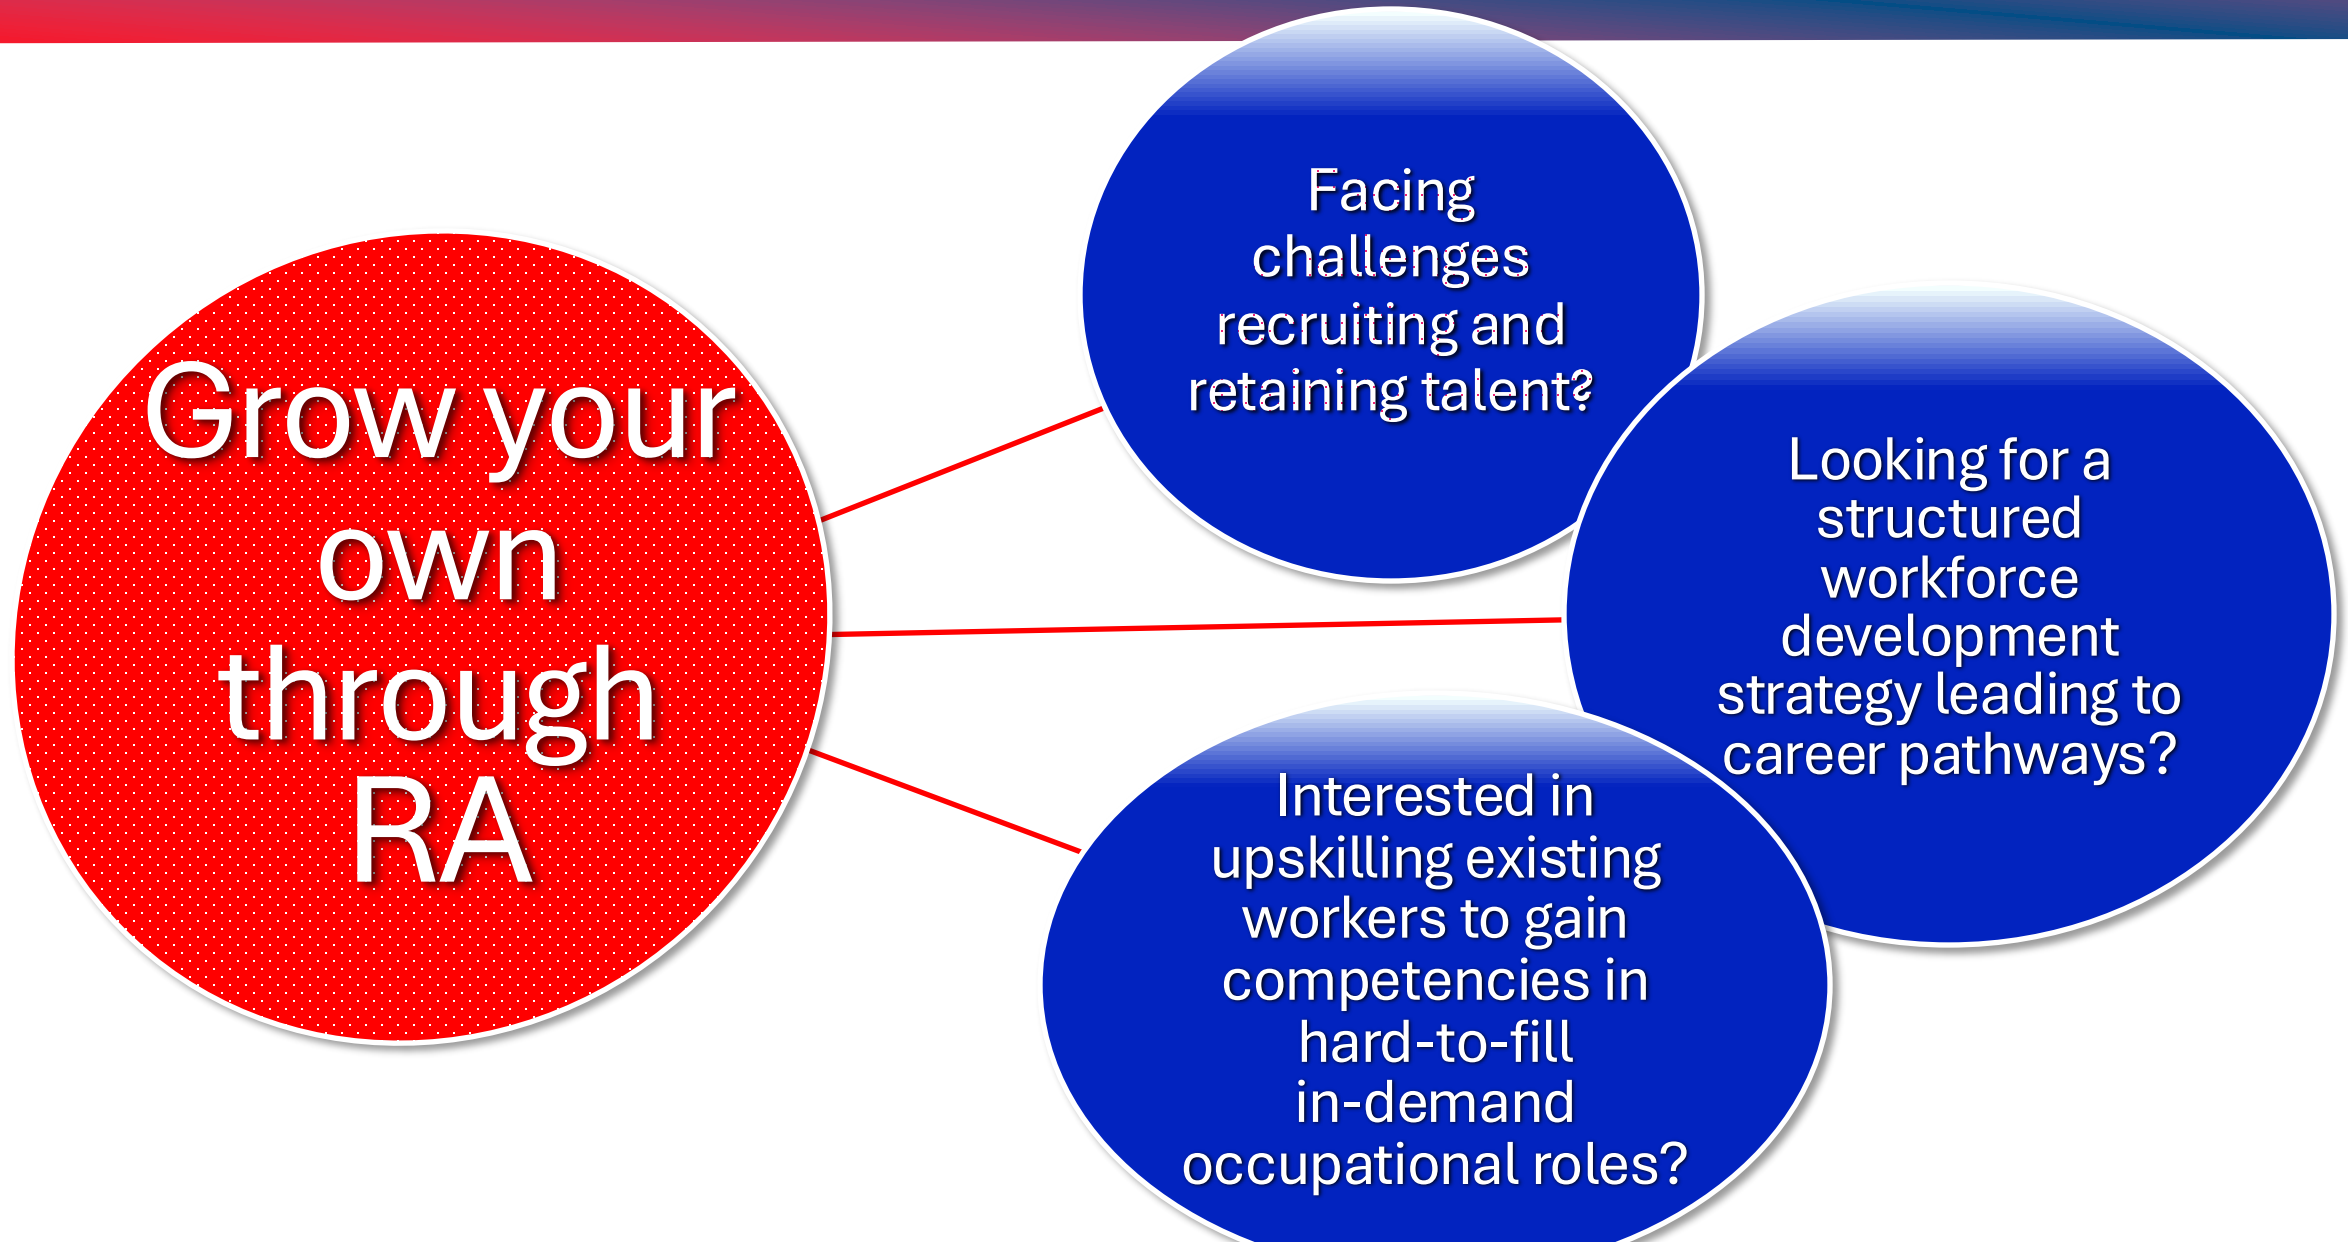 Grow your
own
through
RA
Facing
challenges
recruiting and
retaining talent?
Looking for a
structured
workforce
development
strategy leading to
career pathways?
Interested in
upskilling existing
workers to gain
competencies in
hard-to-fill
in-demand
occupational roles?